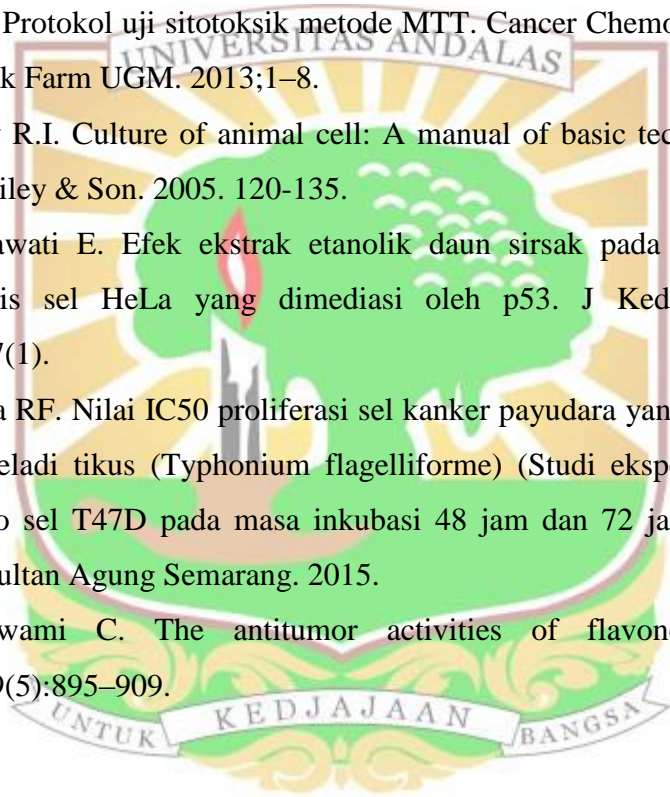 Protokol uji sitotoksik metode MTT. Cancer Chemo
UNIVERSITAS ANDALAS
k Farm UGM. 2013;1–8.
R.I. Culture of animal cell: A manual of basic tec
iley & Son. 2005. 120-135.
awati E. Efek ekstrak etanolik daun sirsak pada
is sel HeLa yang dimediasi oleh p53. J Ked
7(1).
a RF. Nilai IC50 proliferasi sel kanker payudara yan
eladi tikus (Typhonium flagelliforme) (Studi eksp
o sel T47D pada masa inkubasi 48 jam dan 72 ja
ultan Agung Semarang. 2015.
wami C. The antitumor activities of flavon
9(5):895–909.
UNTUK KEDJAJAAN BANGSA